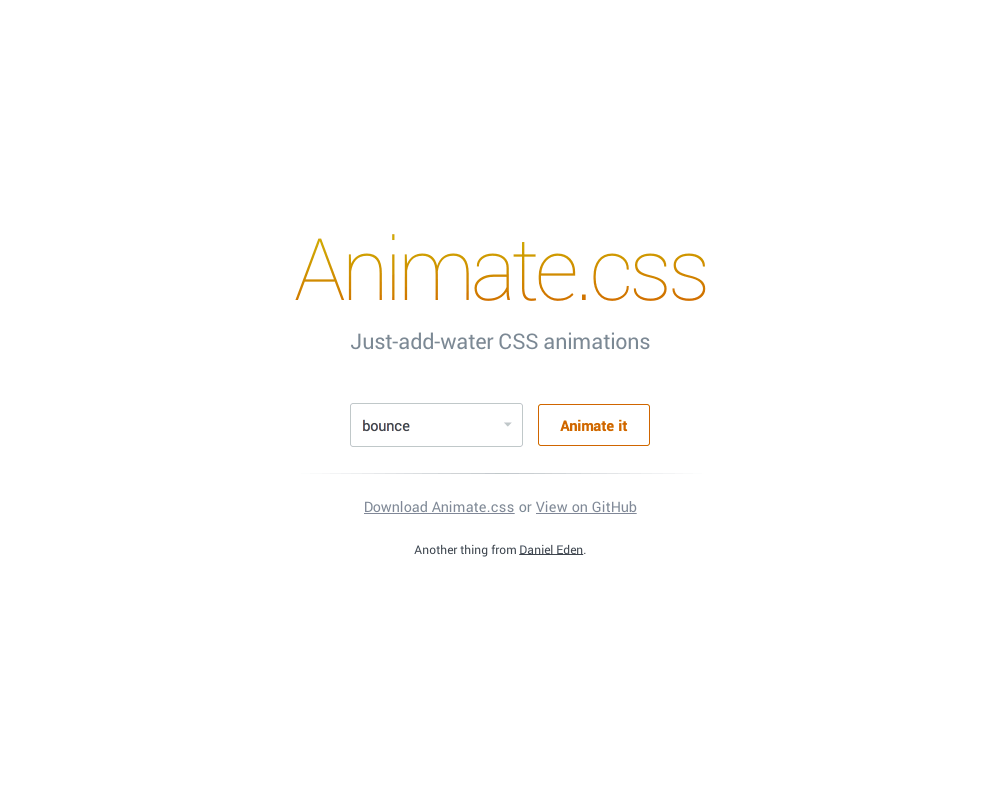 Animate.css
Just-add-water CSS animations
bounce Animate it
Download Animate.css or View on GitHub
Another thing from Daniel Eden.